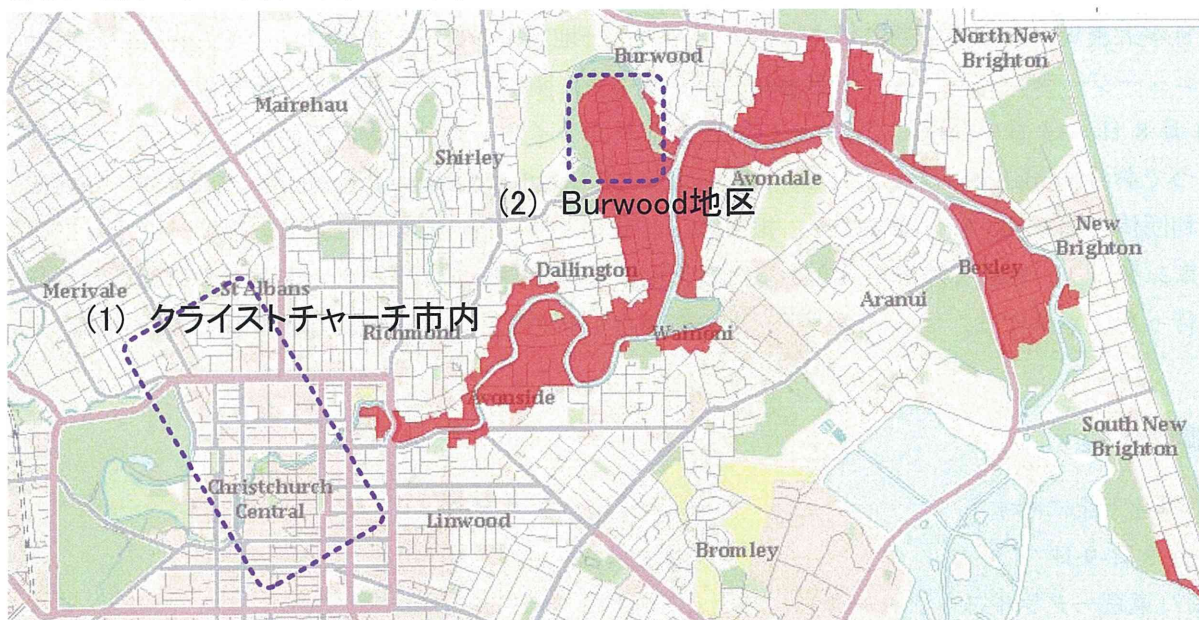 North New
Brighton
Burwood
Mairehau
Shirley
Avondale
(2) Burwood地区
New
Brighton
Dallington
Bexley
Merivale
St Albans
Aranui
(1) クライストチャーチ市内
Richmond
Wainoni
Avonside
South New
Brighton
Christchurch
Central
Linwood
Bromley